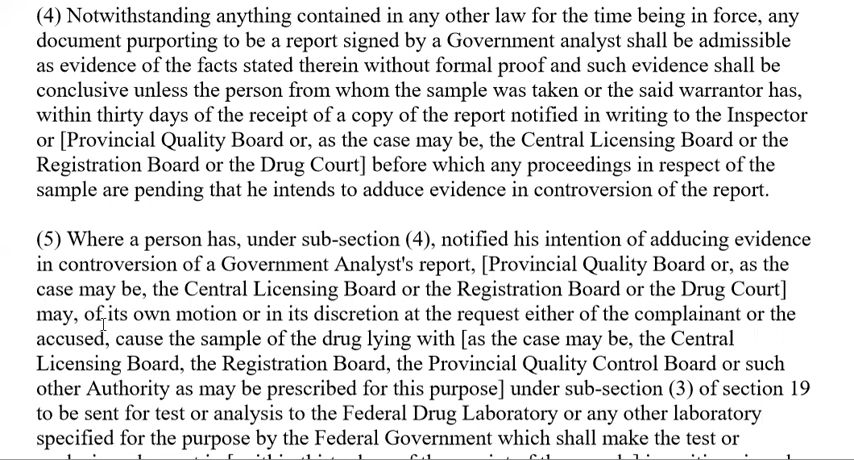 (4) Notwithstanding anything contained in any other law for the time being in force, any
document purporting to be a report signed by a Government analyst shall be admissible
as evidence of the facts stated therein without formal proof and such evidence shall be
conclusive unless the person from whom the sample was taken or the said warrantor has,
within thirty days of the receipt of a copy of the report notified in writing to the Inspector
or [Provincial Quality Board or, as the case may be, the Central Licensing Board or the
Registration Board or the Drug Court] before which any proceedings in respect of the
sample are pending that he intends to adduce evidence in controversion of the report.
(5) Where a person has, under sub-section (4), notified his intention of adducing evidence
in controversion of a Government Analyst's report, [Provincial Quality Board or, as the
case may be, the Central Licensing Board or the Registration Board or the Drug Court]
may, of its own motion or in its discretion at the request either of the complainant or the
accused, cause the sample of the drug lying with [as the case may be, the Central
Licensing Board, the Registration Board, the Provincial Quality Control Board or such
other Authority as may be prescribed for this purpose] under sub-section (3) of section 19
to be sent for test or analysis to the Federal Drug Laboratory or any other laboratory
specified for the purpose by the Federal Government which shall make the test or